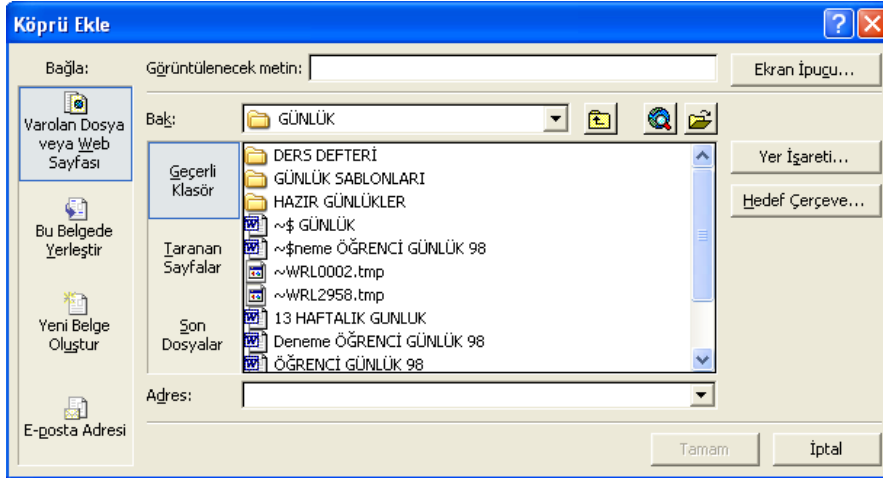 Köprü Ekle
Bağla:
Görüntülenecek metin:
Ekran İpucu...
Varolan Dosya
veya Web
Sayfası
Bak:
GÜNLÜK
Geçerli
Klasör
DERS DEFTERİ
GÜNLÜK SABLONLARI
HAZIR GÜNLÜKLER
~$ GÜNLÜK
~$neme ÖĞRENCİ GÜNLÜK 98
~WRL0002.tmp
~WRL2958.tmp
13 HAFTALIK GUNLUK
Deneme ÖĞRENCİ GÜNLÜK 98
ÖĞRENCİ GÜNLÜK 98
Yer İşareti...
Hedef Çerçeve...
Bu Belgede
Yerleştir
Taranan
Sayfalar
Yeni Belge
Oluştur
Son
Dosyalar
Adres:
E-posta Adresi
Tamam
İptal